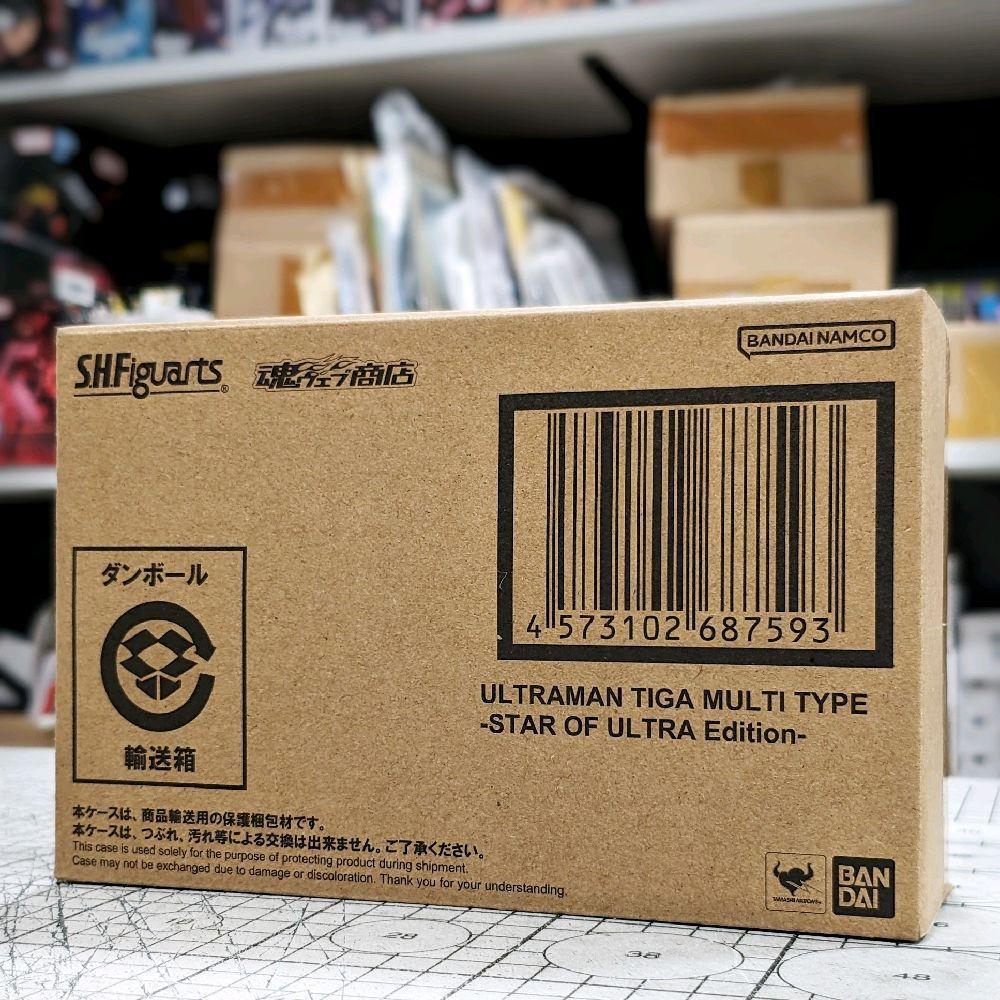 S.H.Figuarts®
魂ウェブ商店
BANDAI NAMCO
4 573102 687593
ULTRAMAN TIGA MULTI TYPE
-STAR OF ULTRA Edition-
ダンボール
輸送箱
本ケースは、商品輸送用の保護梱包材です。
本ケースは、つぶれ、汚れ等による交換は出来ません。ご了承ください。
This case is used solely for the purpose of protecting product during shipment.
Case may not be exchanged due to damage or discoloration. Thank you for your understanding.
TAMASHII NATIONS
BAN
DAI
28
38
48